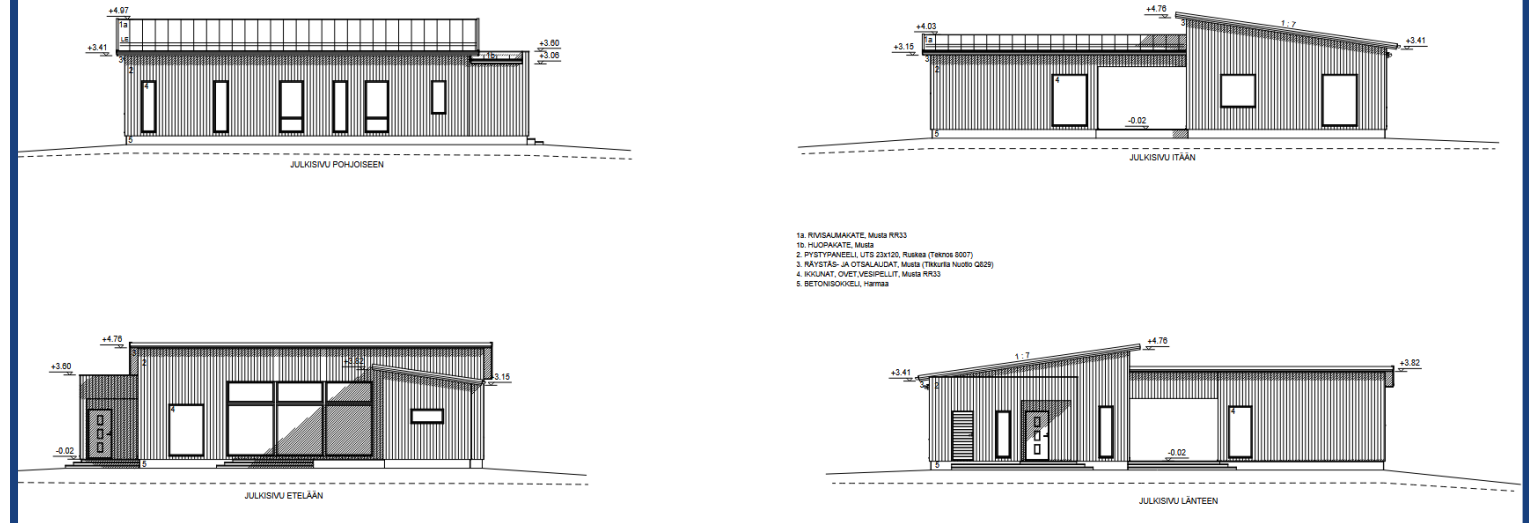 +4.97
1a
LE
+3.41
3
2
4
5
1b
+3.60
+3.06
JULKISIVU POHJOISEEN
+4.76
3
1 : 7
+3.41
+4.03
1a
+3.15
3
2
4
-0.02
5
JULKISIVU ITÄÄN
1a. RIVISAUMAKATE, Musta RR33
1b. HUOPAKATE, Musta
2. PYSTYPANEELI, UTS 23x120, Ruskea (Teknos 8007)
3. RÄYSTÄS- JA OTSALAUDAT, Musta (Tikkurila Nuotio Q829)
4. IKKUNAT, OVET,VESIPELLIT, Musta RR33
5. BETONISOKKELI, Harmaa
+4.76
3
2
+3.60
+3.82
+3.15
4
-0.02
5
JULKISIVU ETELÄÄN
+4.76
1 : 7
+3.41
3
2
+3.82
4
-0.02
5
JULKISIVU LÄNTEEN